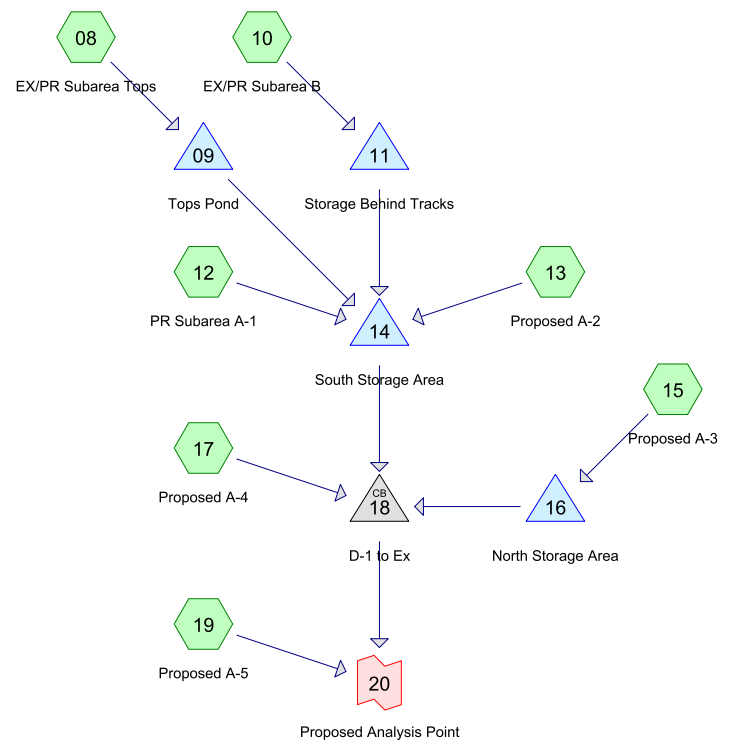 08
10
EX/PR Subarea Tops
EX/PR Subarea B
09
11
Tops Pond
Storage Behind Tracks
12
13
PR Subarea A-1
Proposed A-2
14
South Storage Area
15
Proposed A-3
17
Proposed A-4
CB
18
16
D-1 to Ex
North Storage Area
19
Proposed A-5
20
Proposed Analysis Point